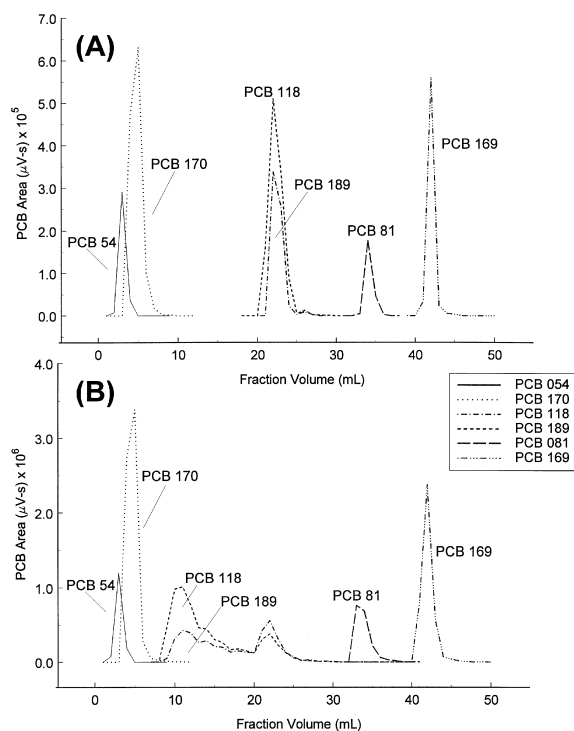 (A)
PCB Area (μV-s) x 10⁵
7.0
6.0
5.0
4.0
3.0
2.0
1.0
0.0
PCB 54
PCB 170
PCB 118
PCB 189
PCB 81
PCB 169
0 10 20 30 40 50
Fraction Volume (mL)
(B)
PCB Area (μV-s) x 10⁶
4.0
3.0
2.0
1.0
0.0
PCB 054
PCB 170
PCB 118
PCB 189
PCB 081
PCB 169
PCB 170
PCB 54
PCB 118
PCB 189
PCB 81
PCB 169
0 10 20 30 40 50
Fraction Volume (mL)